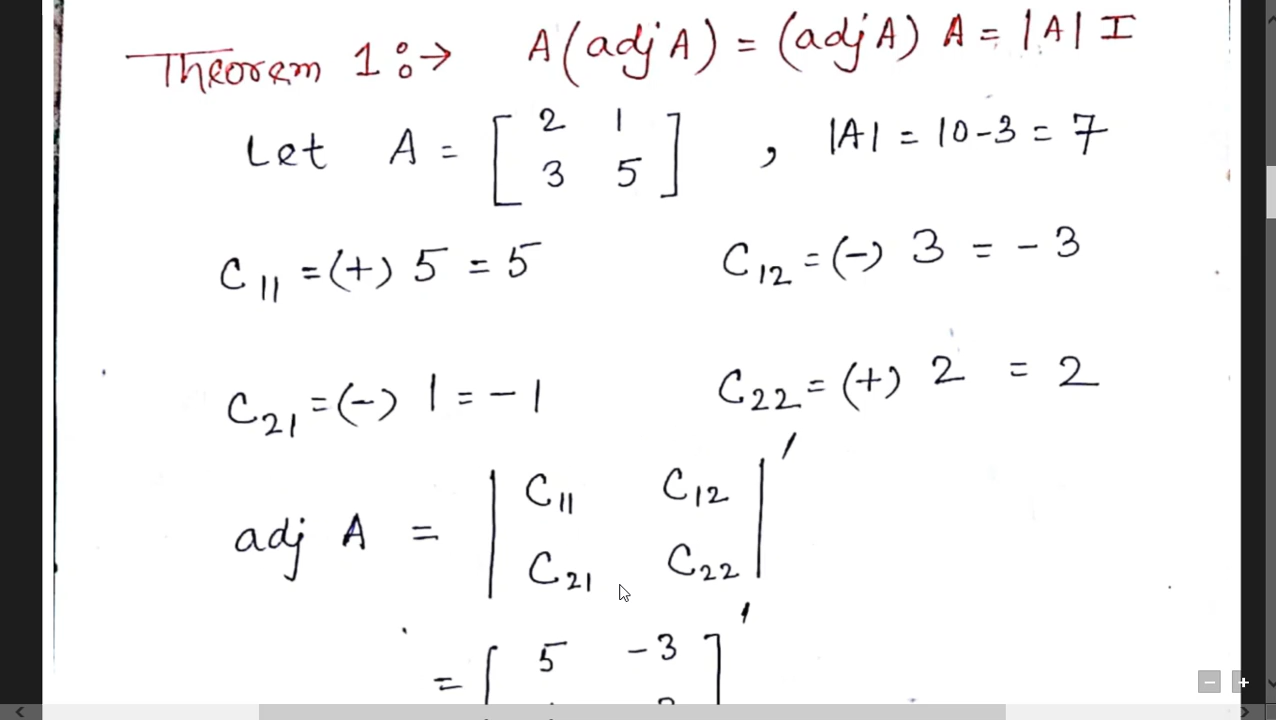 Theorem 1 :→ A(adj A) = (adj A) A = |A| I
Let A = [ 2 1 , |A| = 10-3 = 7
3 5 ]
C11 = (+) 5 = 5 C12 = (-) 3 = -3
C21 = (-) 1 = -1 C22 = (+) 2 = 2
adj A = | C11 C12 |'
| C21 C22 |
= [ 5 -3 ]'